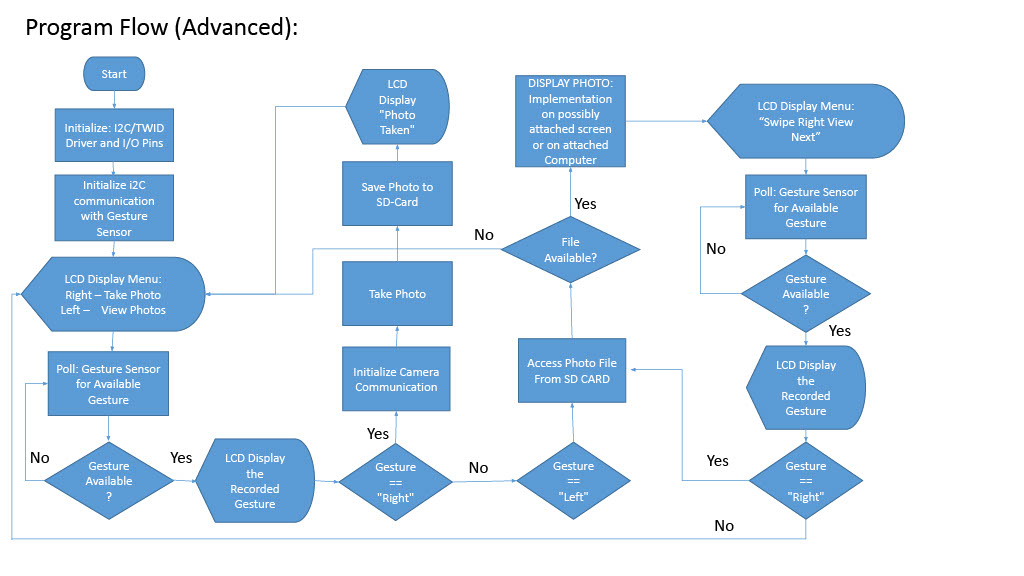 Program Flow (Advanced):
Start
Initialize: I2C/TWID
Driver and I/O Pins
Initialize i2C
communication
with Gesture
Sensor
LCD Display Menu:
Right – Take Photo
Left – View Photos
Poll: Gesture Sensor
for Available
Gesture
No
Gesture
Available
?
Yes
LCD Display
the
Recorded
Gesture
Gesture
==
"Right"
Yes
Initialize Camera
Communication
Take Photo
Save Photo to
SD-Card
LCD
Display
"Photo
Taken"
No
Gesture
==
"Left"
Access Photo File
From SD CARD
File
Available?
No
Yes
DISPLAY PHOTO:
Implementation
on possibly
attached screen
or on attached
Computer
LCD Display Menu:
“Swipe Right View
Next”
Poll: Gesture Sensor
for Available
Gesture
No
Gesture
Available
?
Yes
LCD Display
the
Recorded
Gesture
Gesture
==
"Right"
Yes
No